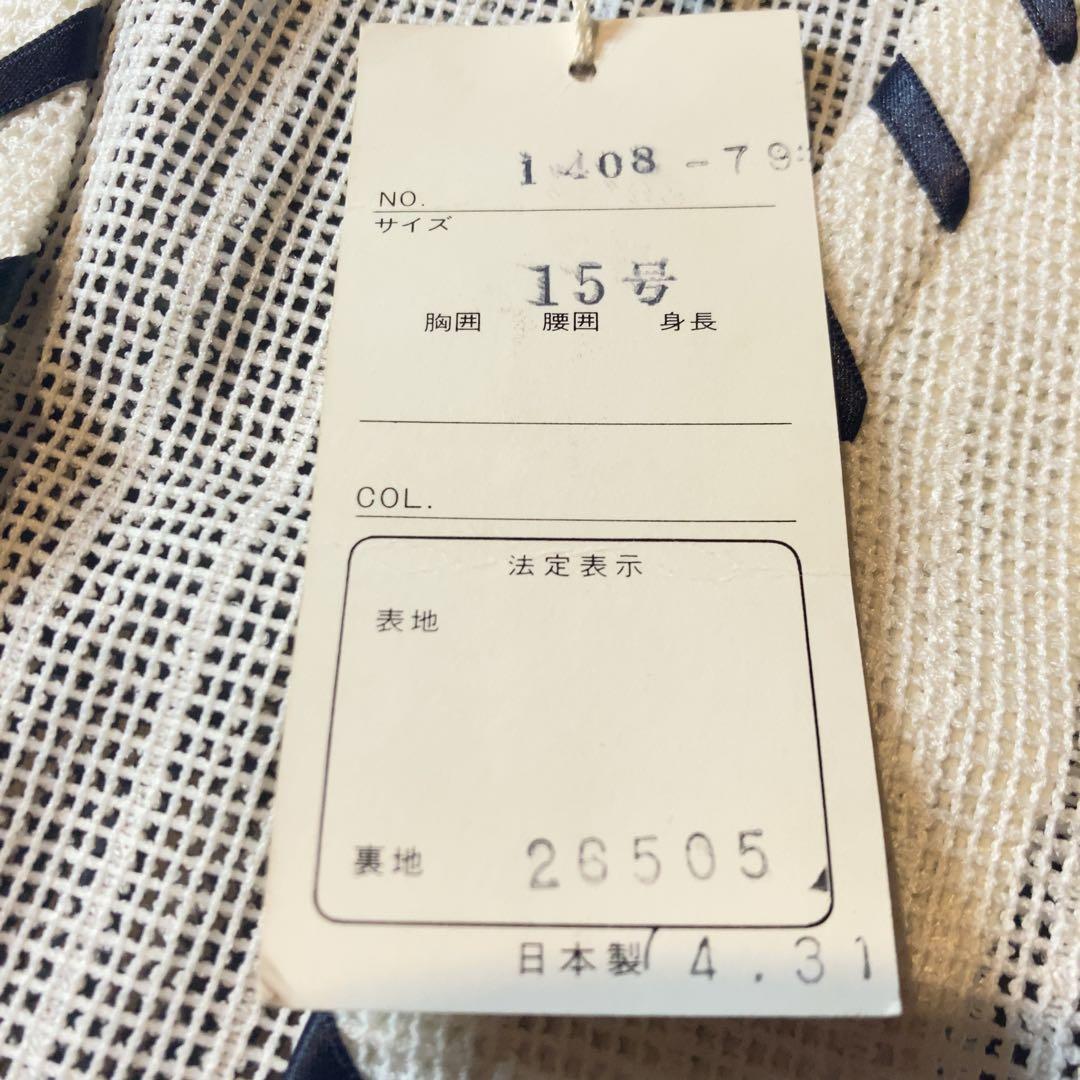 NO. 1408-79
サイズ
15号
胸囲 腰囲 身長
COL.
法定表示
表地
裏地 26505
日本製 4.31